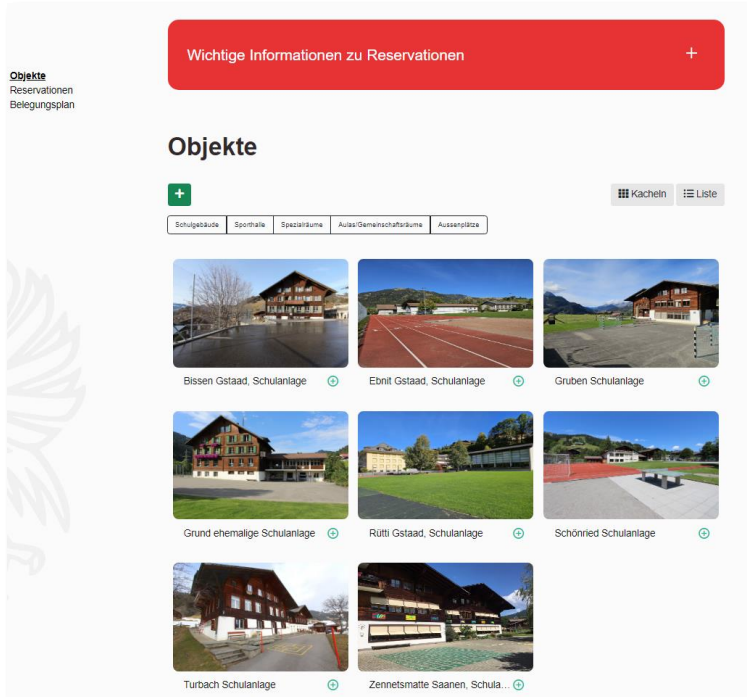 Wichtige Informationen zu Reservationen
Objekte
Reservationen
Belegungsplan
Objekte
Kacheln
Liste
Schulgebäude
Sporthalle
Spezialräume
Aulas/Gemeinschaftsräume
Aussenplätze
Bissen Gstaad, Schulanlage
Ebnit Gstaad, Schulanlage
Gruben Schulanlage
Grund ehemalige Schulanlage
Rütti Gstaad, Schulanlage
Schönried Schulanlage
Turbach Schulanlage
Zennetsmatte Saanen, Schula...